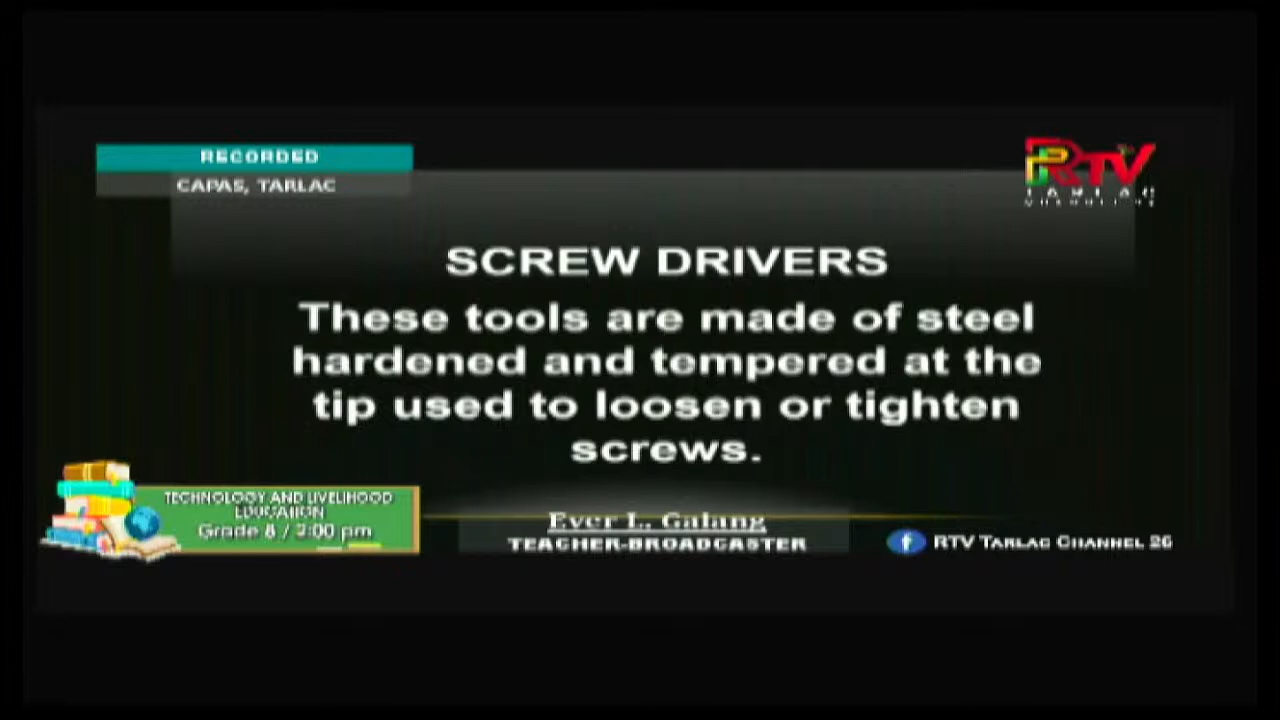 RECORDED
CAPAS, TARLAC
RTV
TARLAC
SCREW DRIVERS
These tools are made of steel
hardened and tempered at the
tip used to loosen or tighten
screws.
TECHNOLOGY AND LIVELIHOOD
EDUCATION
Grade 8 / 2:00 pm
Ever L. Galang
TEACHER-BROADCASTER
RTV TARLAC CHANNEL 26